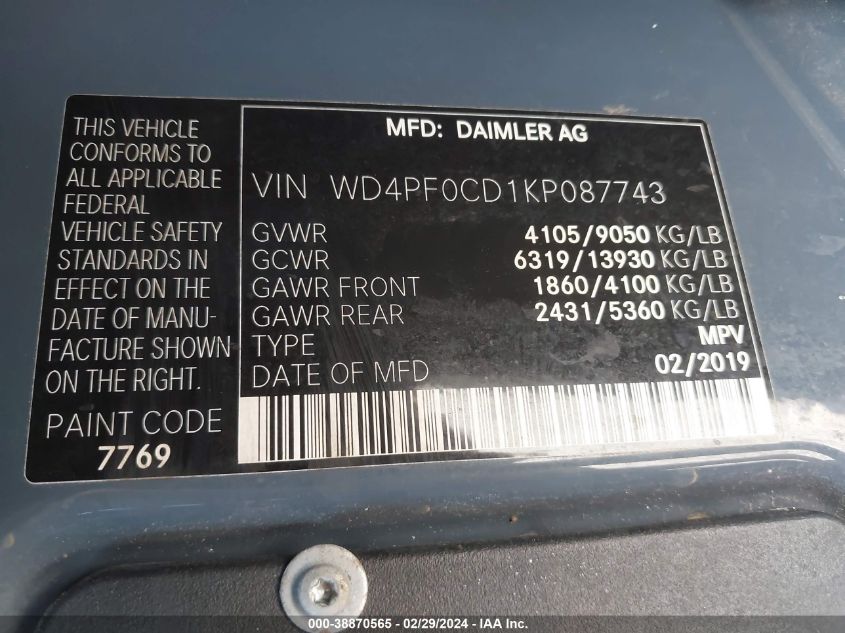 THIS VEHICLE
CONFORMS TO
ALL APPLICABLE
FEDERAL
VEHICLE SAFETY
STANDARDS IN
EFFECT ON THE
DATE OF MANU-
FACTURE SHOWN
ON THE RIGHT.
PAINT CODE
7769
MFD: DAIMLER AG
VIN WD4PF0CD1KP087743
GVWR 4105/9050 KG/LB
GCWR 6319/13930 KG/LB
GAWR FRONT 1860/4100 KG/LB
GAWR REAR 2431/5360 KG/LB
TYPE MPV
DATE OF MFD 02/2019
000-38870565 - 02/29/2024 - IAAI.com